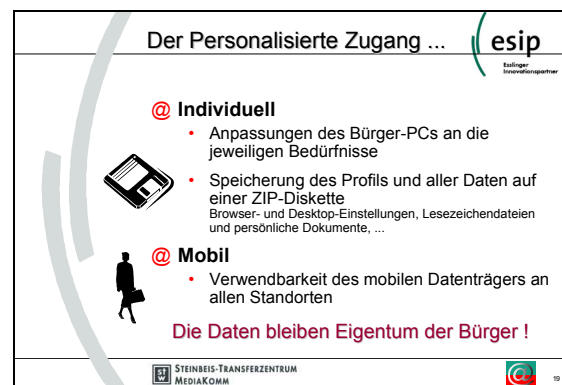 Der Personalisierte Zugang ...
esip
Esslinger
Innovationspartner
@ Individuell
• Anpassungen des Bürger-PCs an die
jeweiligen Bedürfnisse
• Speicherung des Profils und aller Daten auf
einer ZIP-Diskette
Browser- und Desktop-Einstellungen, Lesezeichendateien
und persönliche Dokumente, ...
@ Mobil
• Verwendbarkeit des mobilen Datenträgers an
allen Standorten
Die Daten bleiben Eigentum der Bürger !
STEINBEIS-TRANSFERZENTRUM
MEDIAKOMM
@
19